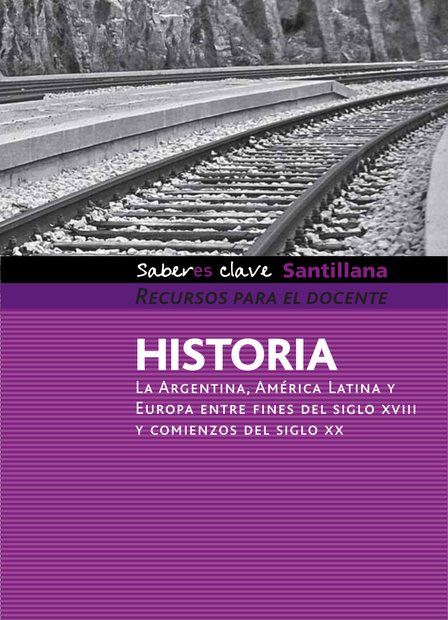 Saberes clave Santillana
RECURSOS PARA EL DOCENTE
HISTORIA
LA ARGENTINA, AMÉRICA LATINA Y
EUROPA ENTRE FINES DEL SIGLO XVIII
Y COMIENZOS DEL SIGLO XX